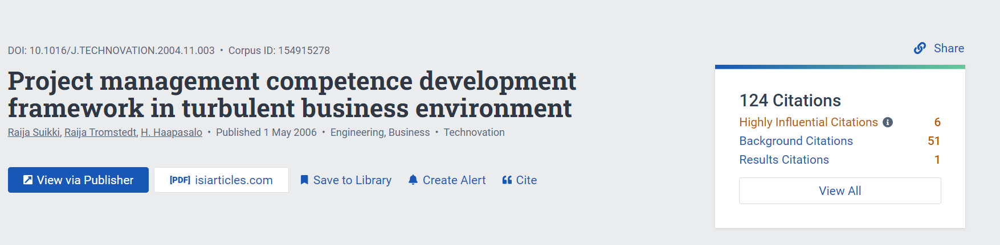 DOI: 10.1016/J.TECHNOVATION.2004.11.003 • Corpus ID: 154915278
Project management competence development
framework in turbulent business environment
Raija Suikki, Raija Tromstedt, H. Haapasalo • Published 1 May 2006 • Engineering, Business • Technovation
View via Publisher
[PDF] isiarticles.com
Save to Library
Create Alert
Cite
Share
124 Citations
Highly Influential Citations 6
Background Citations 51
Results Citations 1
View All